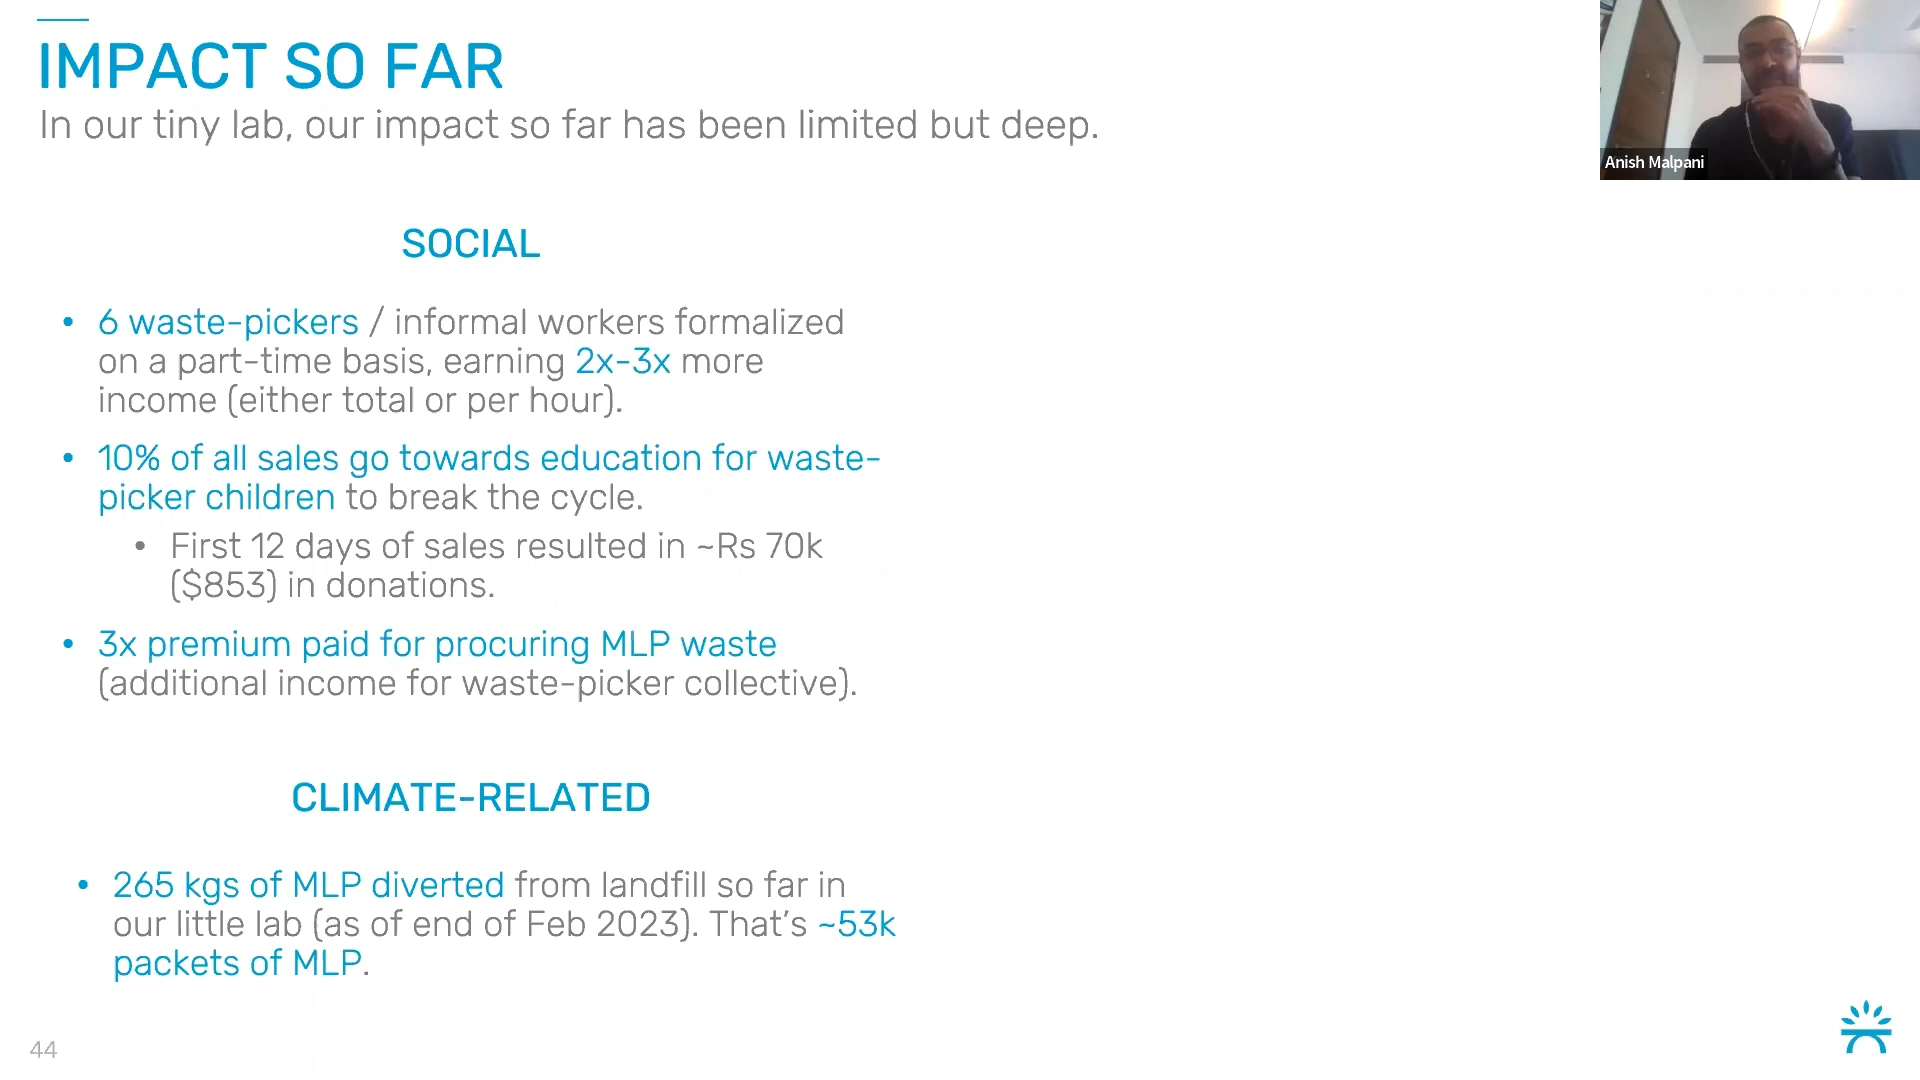 IMPACT SO FAR
In our tiny lab, our impact so far has been limited but deep.
Anish Malpani
SOCIAL
• 6 waste-pickers / informal workers formalized
on a part-time basis, earning 2x-3x more
income (either total or per hour).
• 10% of all sales go towards education for waste-
picker children to break the cycle.
• First 12 days of sales resulted in ~Rs 70k
($853) in donations.
• 3x premium paid for procuring MLP waste
(additional income for waste-picker collective).
CLIMATE-RELATED
• 265 kgs of MLP diverted from landfill so far in
our little lab (as of end of Feb 2023). That's ~53k
packets of MLP.
44